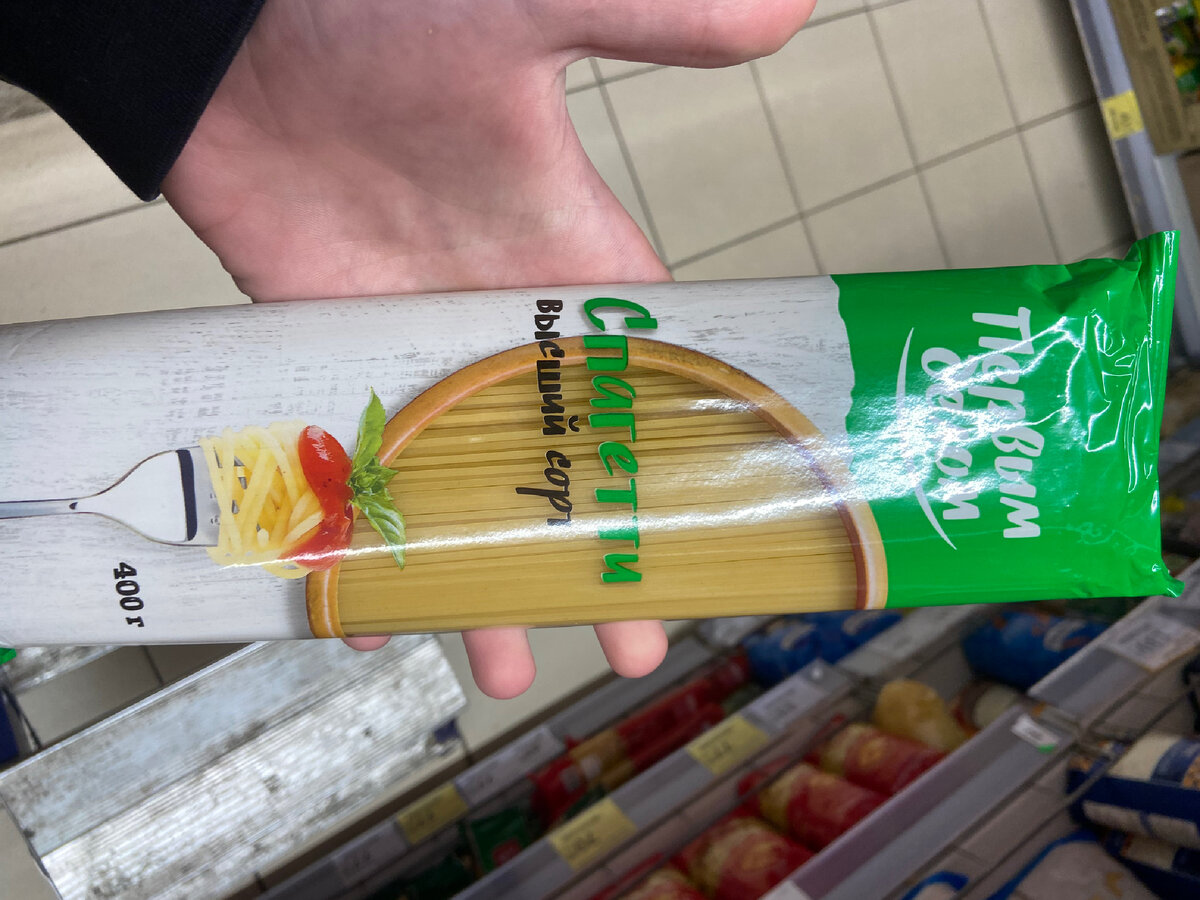 Первым
делом
Спагетти
высший сорт
400 г